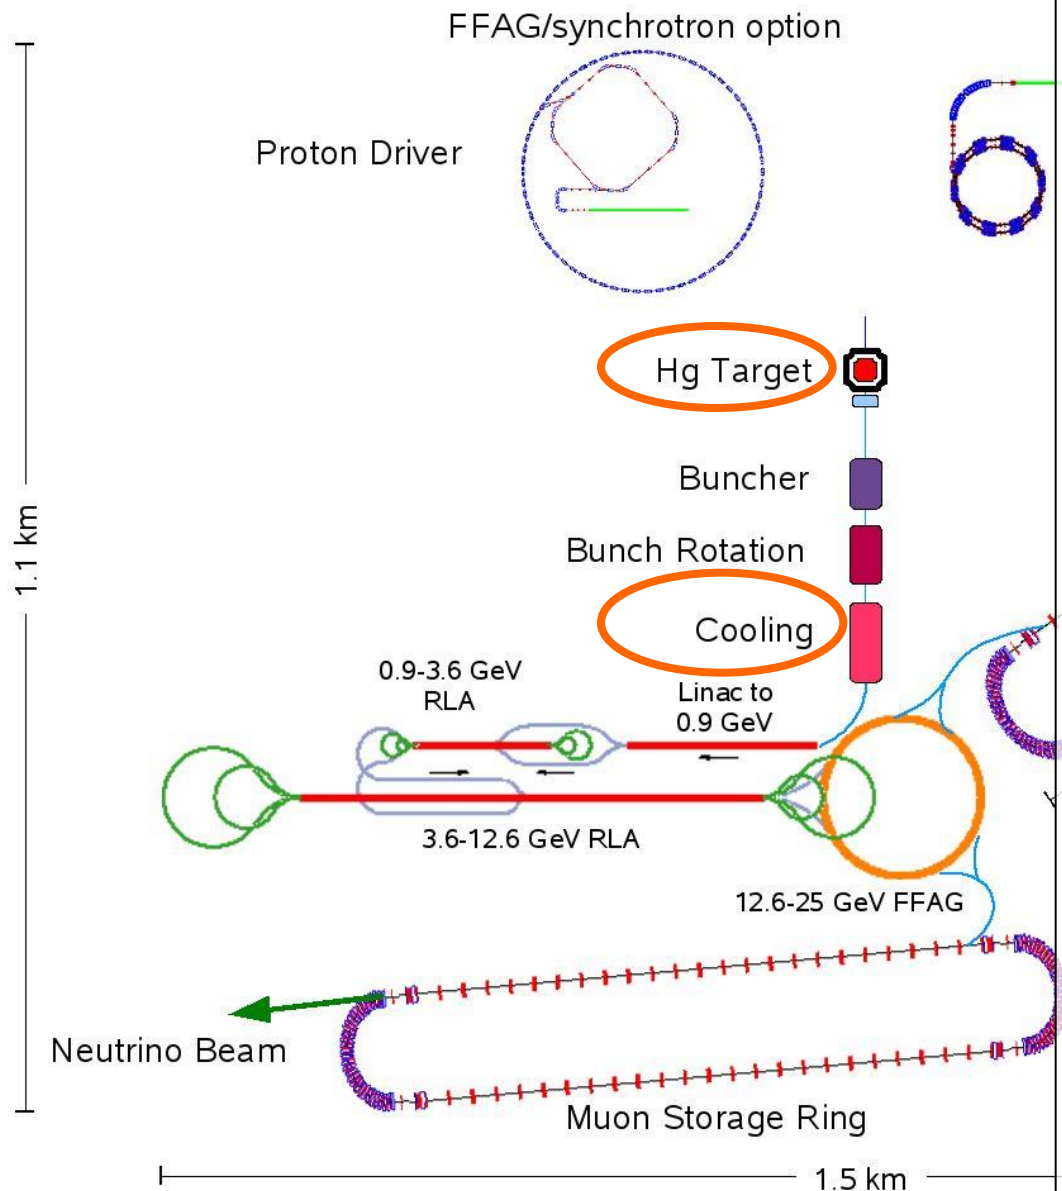 FFAG/synchrotron option
Proton Driver
Hg Target
Buncher
Bunch Rotation
Cooling
1.1 km
0.9-3.6 GeV
RLA
Linac to
0.9 GeV
3.6-12.6 GeV RLA
12.6-25 GeV FFAG
Neutrino Beam
Muon Storage Ring
1.5 km